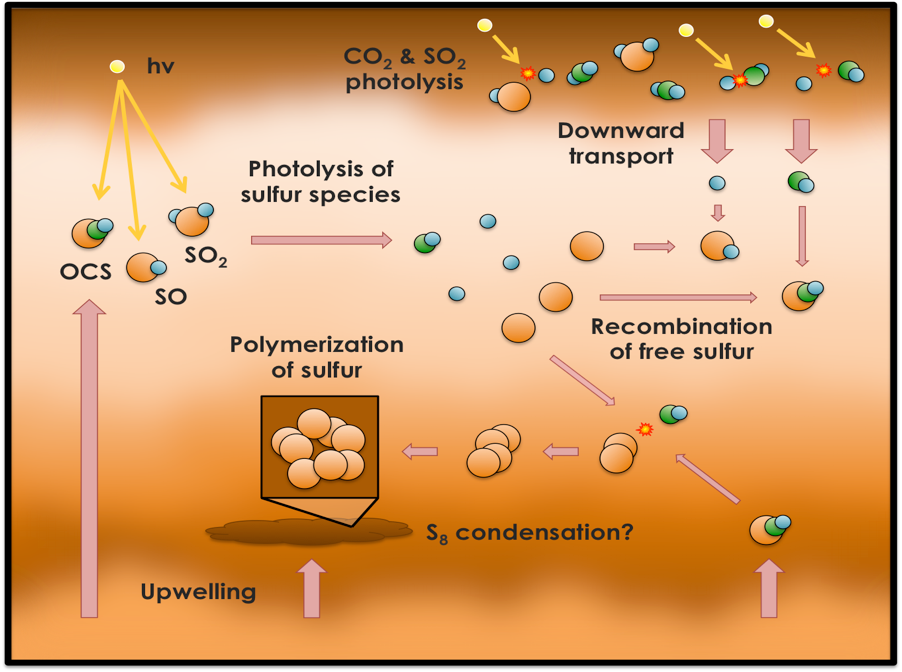 hv
CO₂ & SO₂
photolysis
Downward
transport
Photolysis of
sulfur species
OCS
SO₂
SO
Recombination
of free sulfur
Polymerization
of sulfur
S₈ condensation?
Upwelling